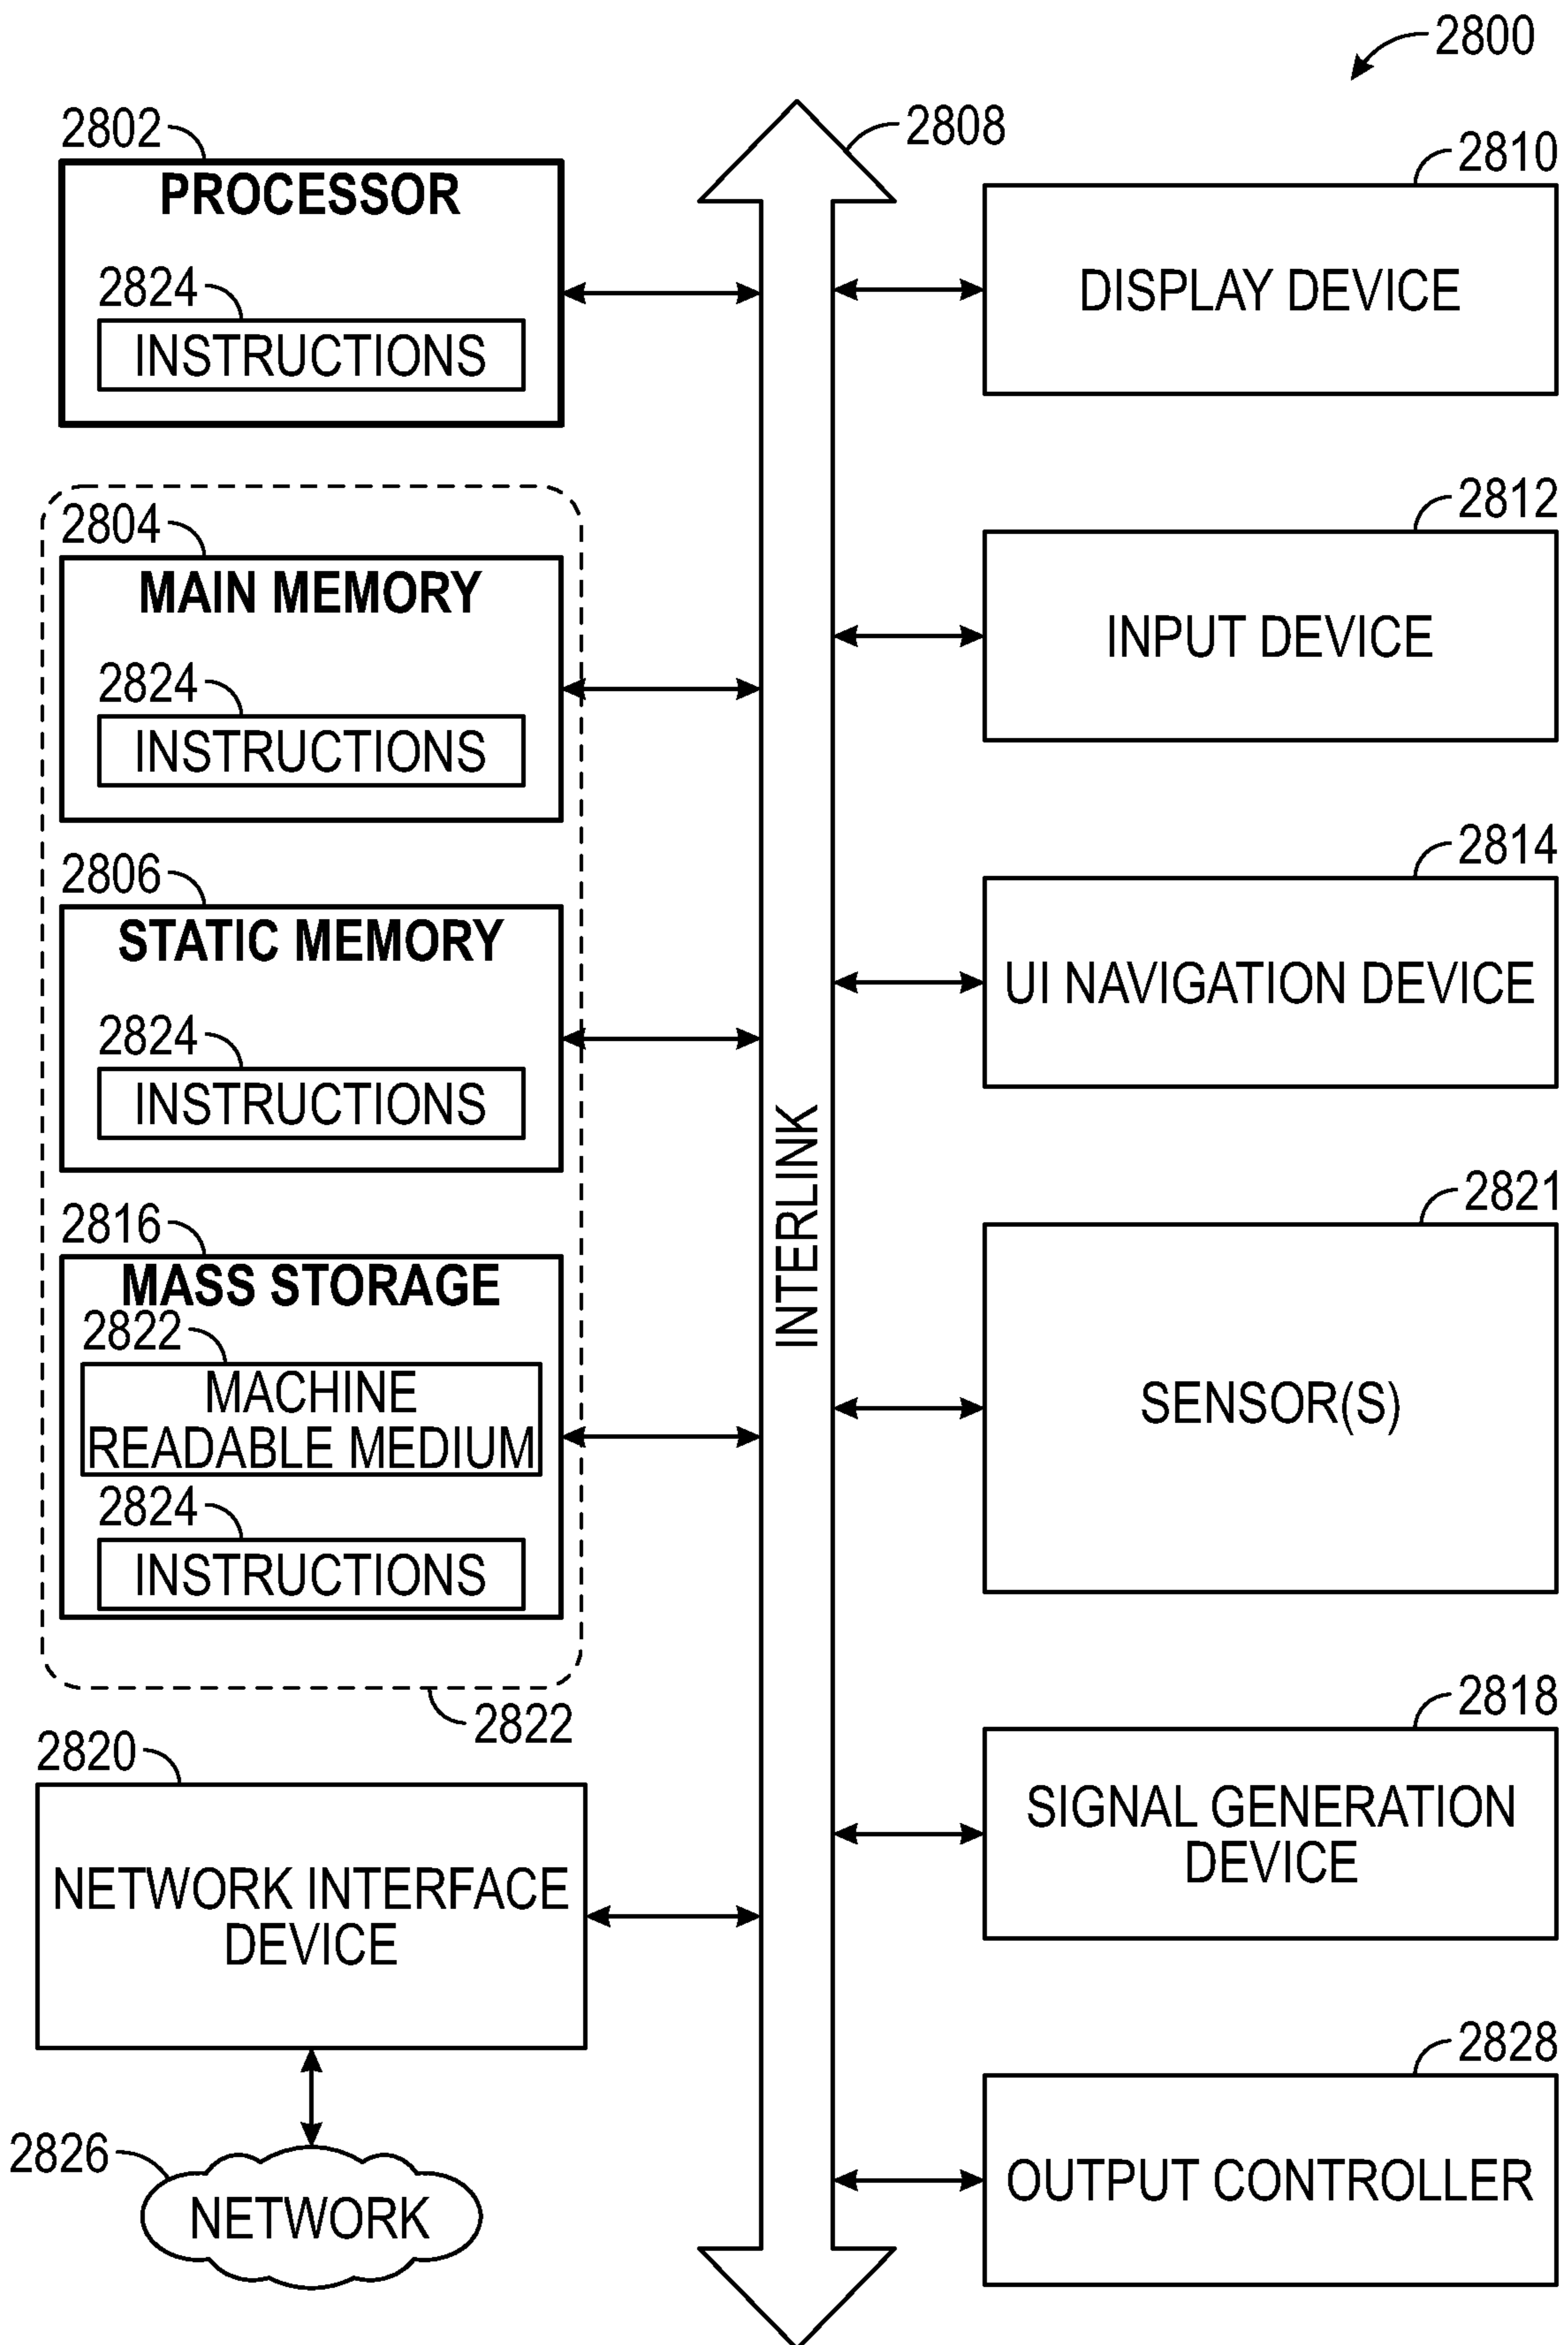 2800
2802
PROCESSOR
2824
INSTRUCTIONS
2804
MAIN MEMORY
2824
INSTRUCTIONS
2806
STATIC MEMORY
2824
INSTRUCTIONS
2816
MASS STORAGE
2822
MACHINE
READABLE MEDIUM
2824
INSTRUCTIONS
2822
2820
NETWORK INTERFACE
DEVICE
2826
NETWORK
2808
INTERLINK
2810
DISPLAY DEVICE
2812
INPUT DEVICE
2814
UI NAVIGATION DEVICE
2821
SENSOR(S)
2818
SIGNAL GENERATION
DEVICE
2828
OUTPUT CONTROLLER